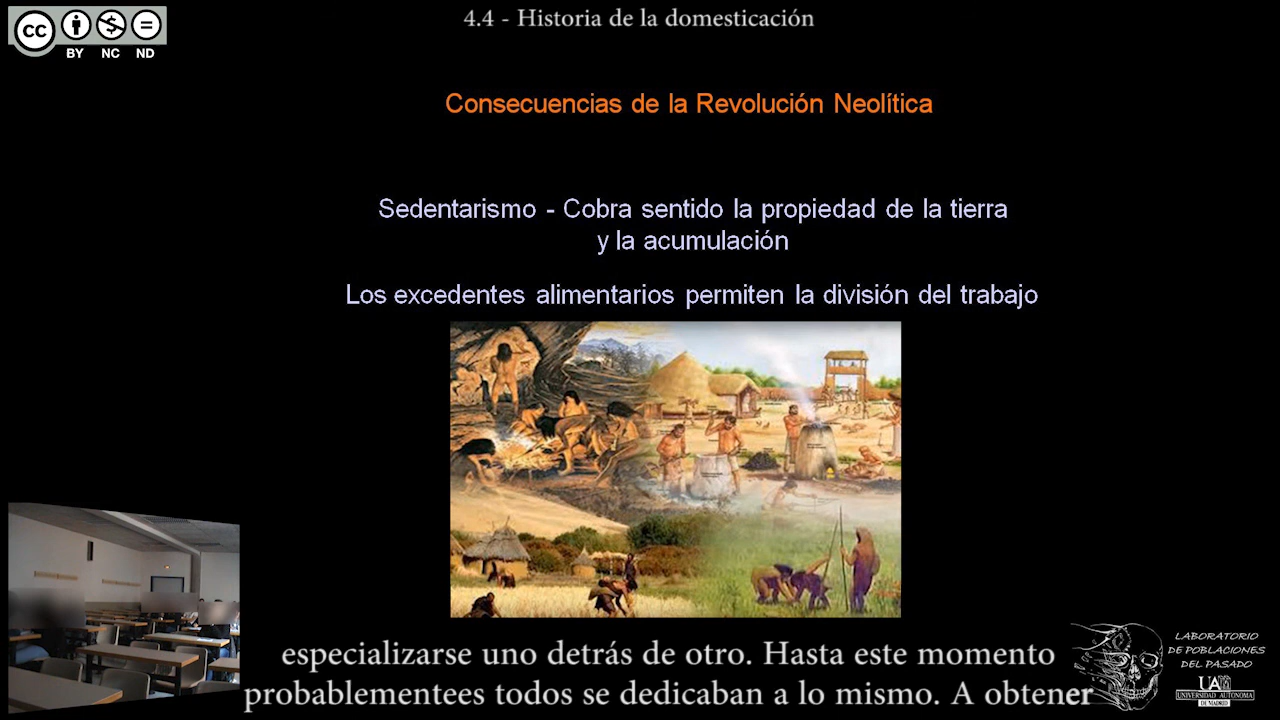 4.4 - Historia de la domesticación
cc
BY NC ND
Consecuencias de la Revolución Neolítica
Sedentarismo - Cobra sentido la propiedad de la tierra
y la acumulación
Los excedentes alimentarios permiten la división del trabajo
especializarse uno detrás de otro. Hasta este momento
probablementees todos se dedicaban a lo mismo. A obtener
LABORATORIO
DE POBLACIONES
DEL PASADO
UAM
UNIVERSIDAD AUTONOMA
DE MADRID